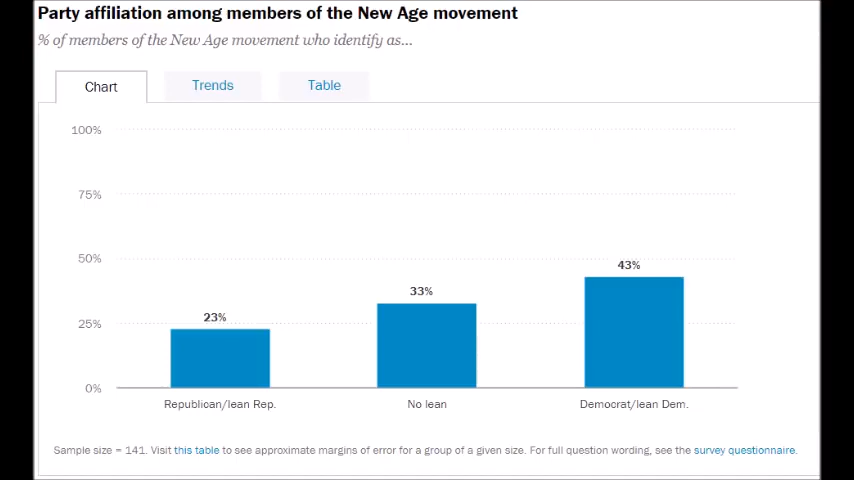 Party affiliation among members of the New Age movement
% of members of the New Age movement who identify as...
Chart
Trends
Table
100%
75%
50%
25%
0%
23%
33%
43%
Republican/lean Rep.
No lean
Democrat/lean Dem.
Sample size = 141. Visit this table to see approximate margins of error for a group of a given size. For full question wording, see the survey questionnaire.